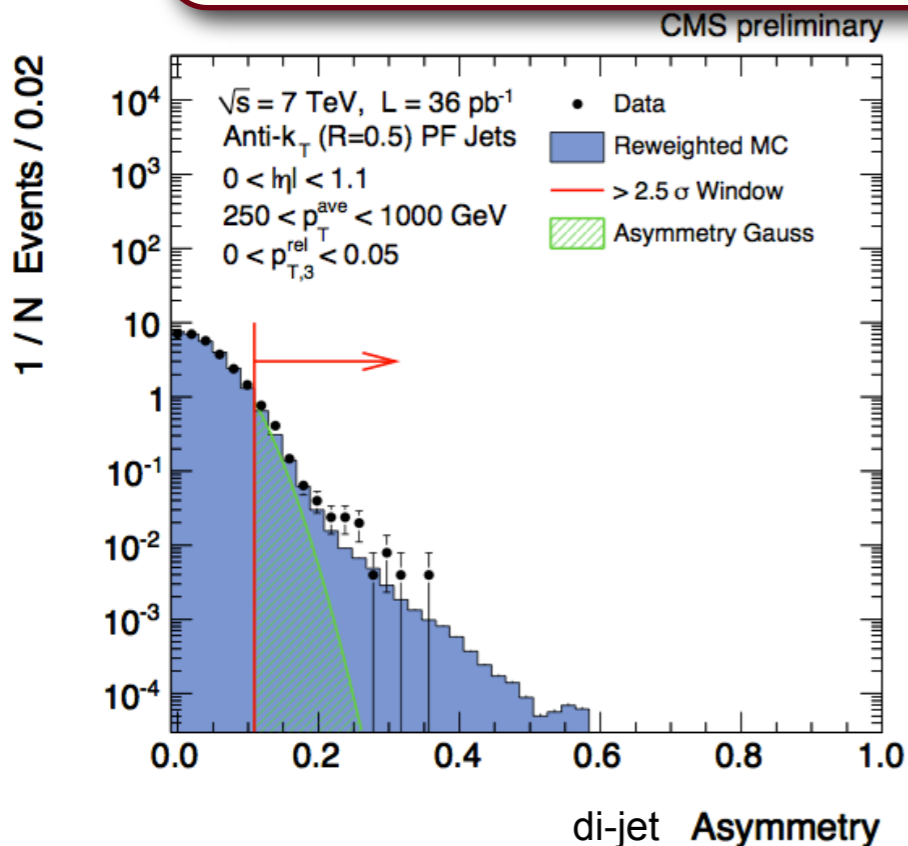 CMS preliminary
1 / N Events / 0.02
10⁴
10³
10²
10
1
10⁻¹
10⁻²
10⁻³
10⁻⁴
√s = 7 TeV, L = 36 pb⁻¹
Anti-k_T (R=0.5) PF Jets
0 < |η| < 1.1
250 < p_T^ave < 1000 GeV
0 < p_T,3^rel < 0.05
Data
Reweighted MC
> 2.5 σ Window
Asymmetry Gauss
0.0 0.2 0.4 0.6 0.8 1.0
di-jet Asymmetry